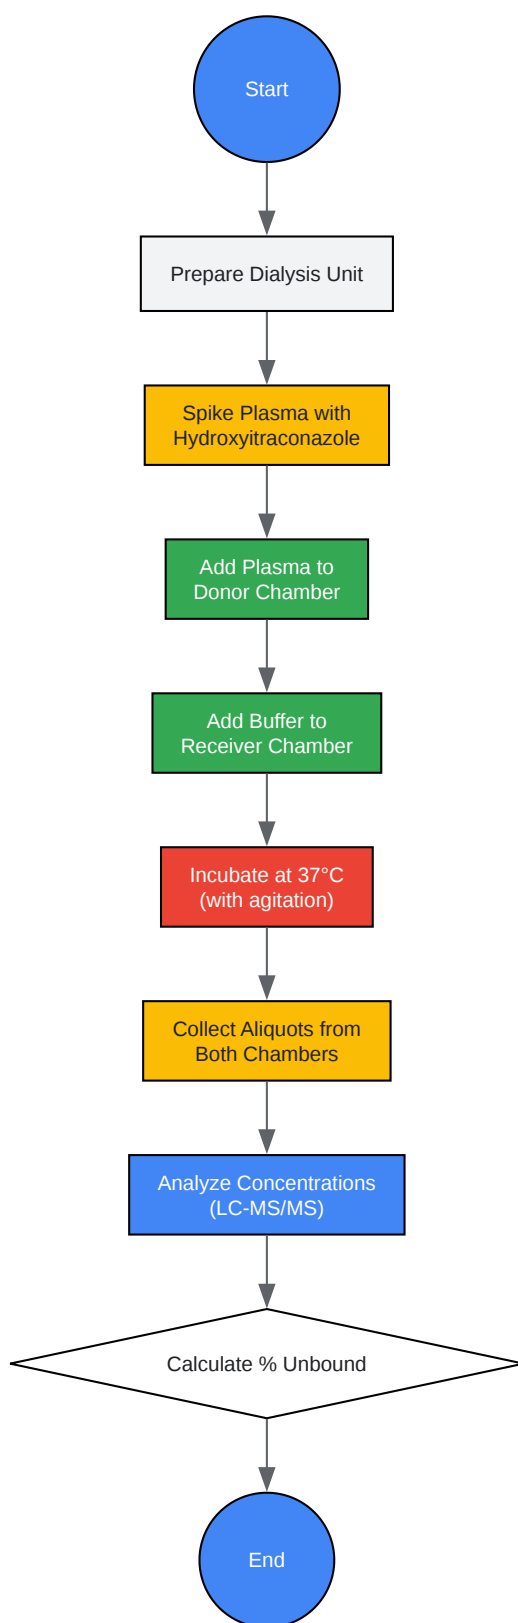 Start
Prepare Dialysis Unit
Spike Plasma with
Hydroxyitraconazole
Add Plasma to
Donor Chamber
Add Buffer to
Receiver Chamber
Incubate at 37°C
(with agitation)
Collect Aliquots from
Both Chambers
Analyze Concentrations
(LC-MS/MS)
Calculate % Unbound
End